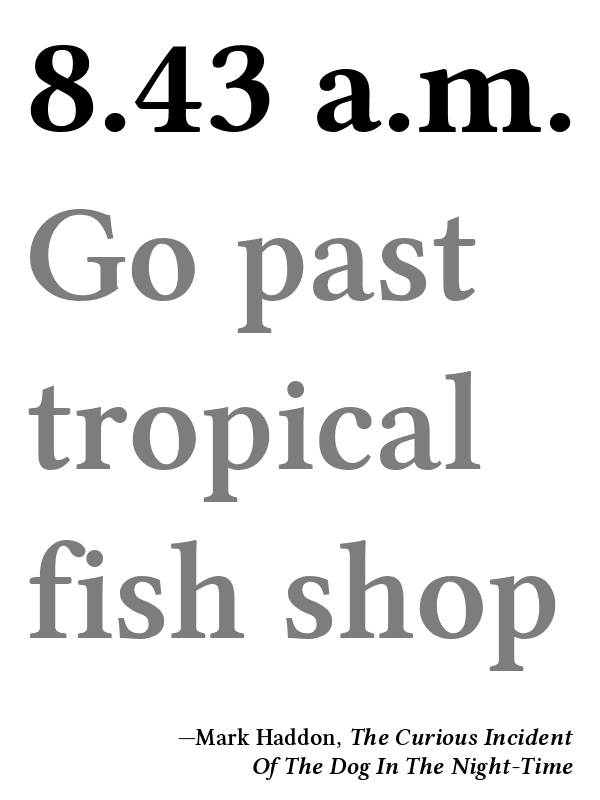 8.43 a.m.
Go past
tropical
fish shop
—Mark Haddon, The Curious Incident
Of The Dog In The Night-Time